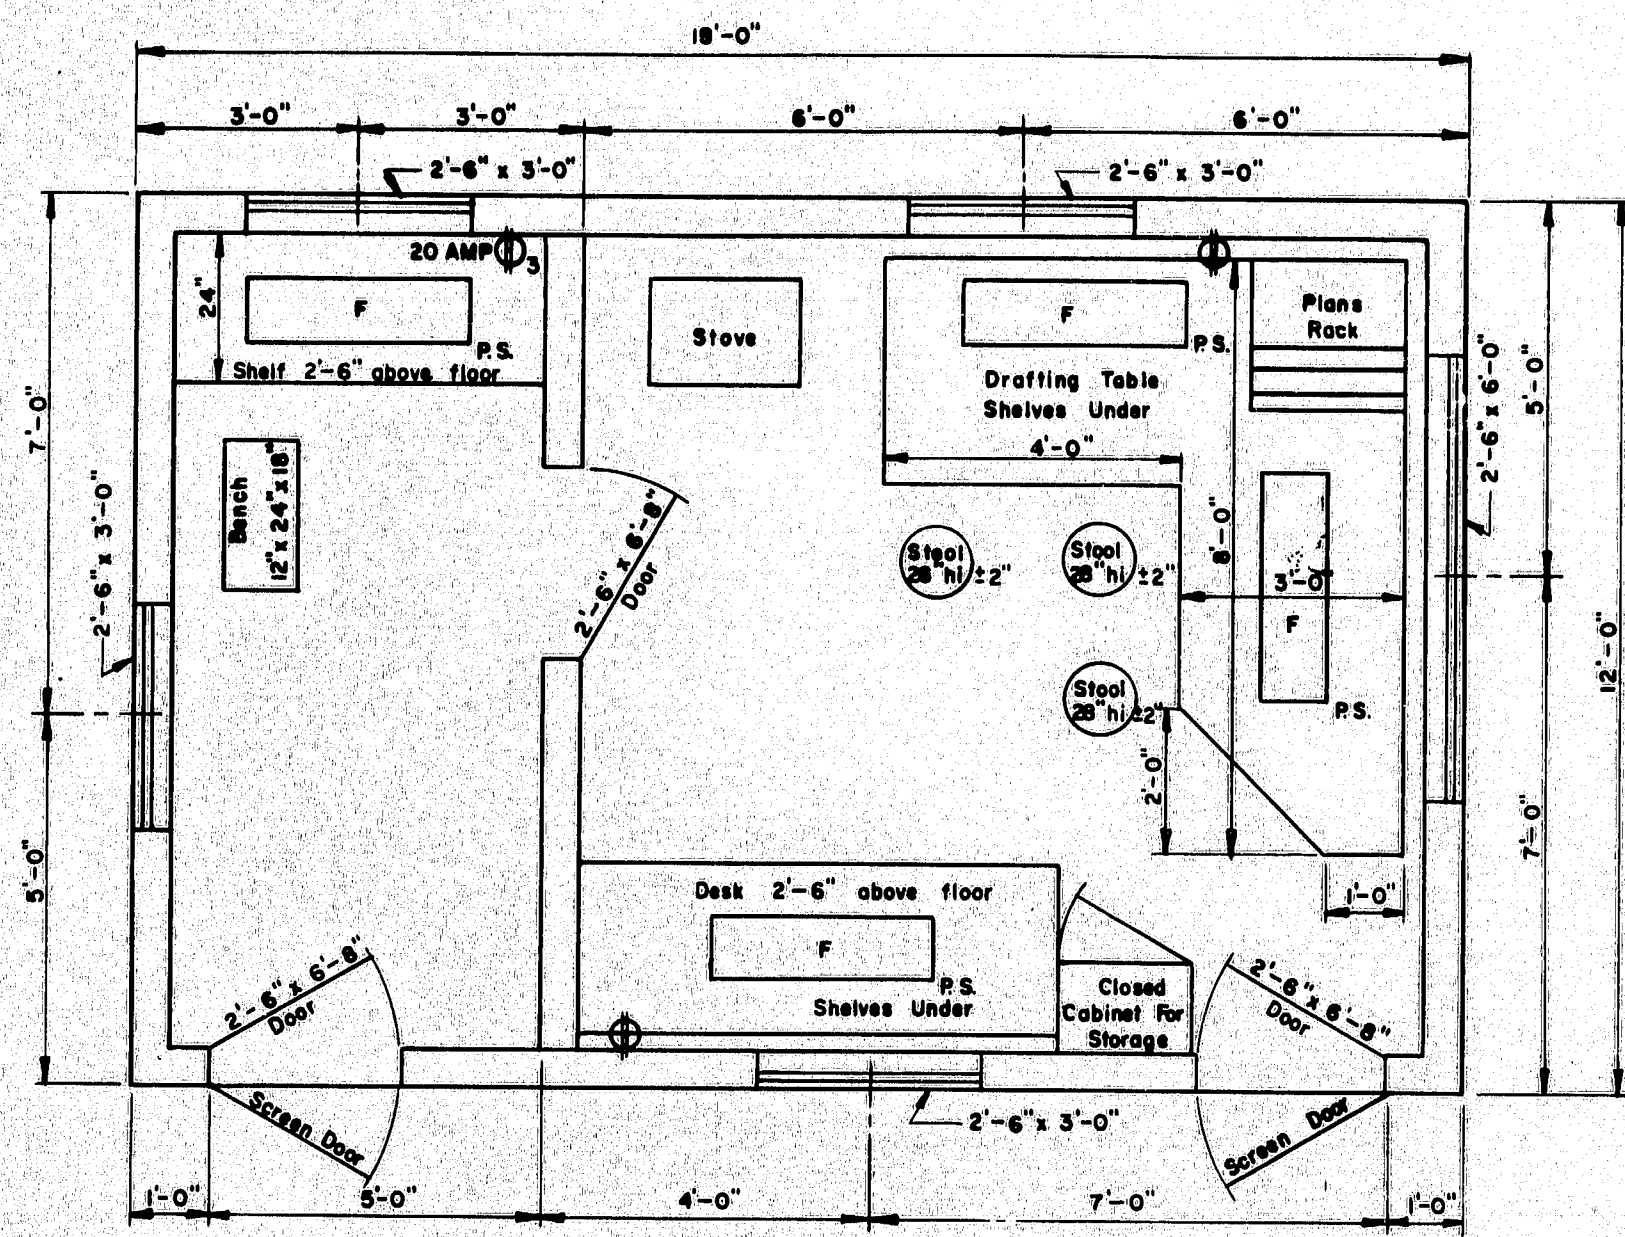 18'-0"
3'-0"
3'-0"
6'-0"
6'-0"
2'-6" x 3'-0"
2'-6" x 3'-0"
20 AMP
3
24"
F
P.S.
Shelf 2'-6" above floor
Stove
F
P.S.
Plans
Rack
Drafting Table
Shelves Under
4'-0"
7'-0"
2'-6" x 3'-0"
Bench
12" x 24" x 18"
2'-6" x 6'-8"
Door
Stool
28" hi ±2"
Stool
28" hi ±2"
8'-0"
3'-0"
F
P.S.
2'-6" x 6'-0"
5'-0"
12'-0"
Stool
28" hi ±2"
2'-0"
7'-0"
1'-0"
5'-0"
Desk 2'-6" above floor
F
P.S.
Shelves Under
Closed
Cabinet For
Storage
2'-6" x 6'-8"
Door
2'-6" x 6'-8"
Door
Screen Door
2'-6" x 3'-0"
Screen Door
1'-0"
5'-0"
4'-0"
7'-0"
1'-0"